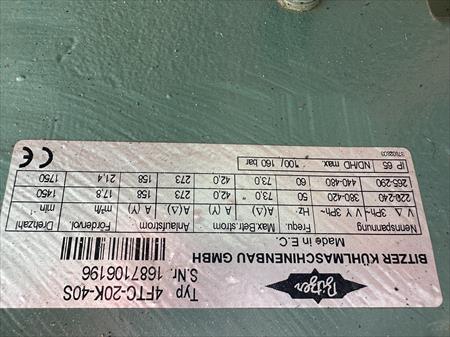 Bitzer
Typ 4FTC-20K-40S
S.Nr. 1687106196
BITZER KÜHLMASCHINENBAU GMBH
Made in E.C.
Nennspannung Frequ. Max.Betr.strom Anlaufstrom Fördervol. Drehzahl
V Δ 3Ph~ V Y 3Ph~ Hz A(Δ) A(Y) A(Δ) A(Y) m³/h min⁻¹
220-240 380-420 50 73.0 42.0 273 158 17,8 1450
265-290 440-480 60 73.0 42.0 273 158 21,4 1750
IP 65 ND/HD max. 100/ 160 bar CE